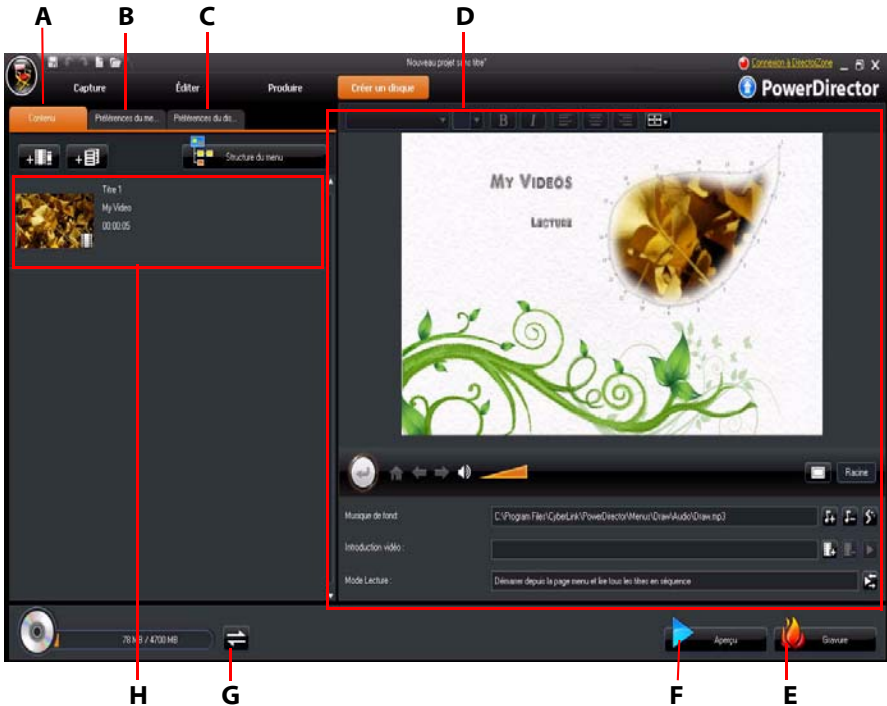 A B C D
Nouveau projet sans titre*
Connexion à DirectorZone
Capture Éditer Produire Créer un disque
PowerDirector
Contenu Préférences du me... Préférences du dis...
B I
Structure du menu
Titre 1
My Video
00:00:05
My Videos
Lecture
Racine
Musique de fond: C:\Program Files\CyberLink\PowerDirector\Menus\Draw\Audio\Draw.mp3
Introduction vidéo :
Mode Lecture : Démarrer depuis la page menu et lire tous les titres en séquence
78 MB / 4700 MB
Aperçu Gravure
H G F E